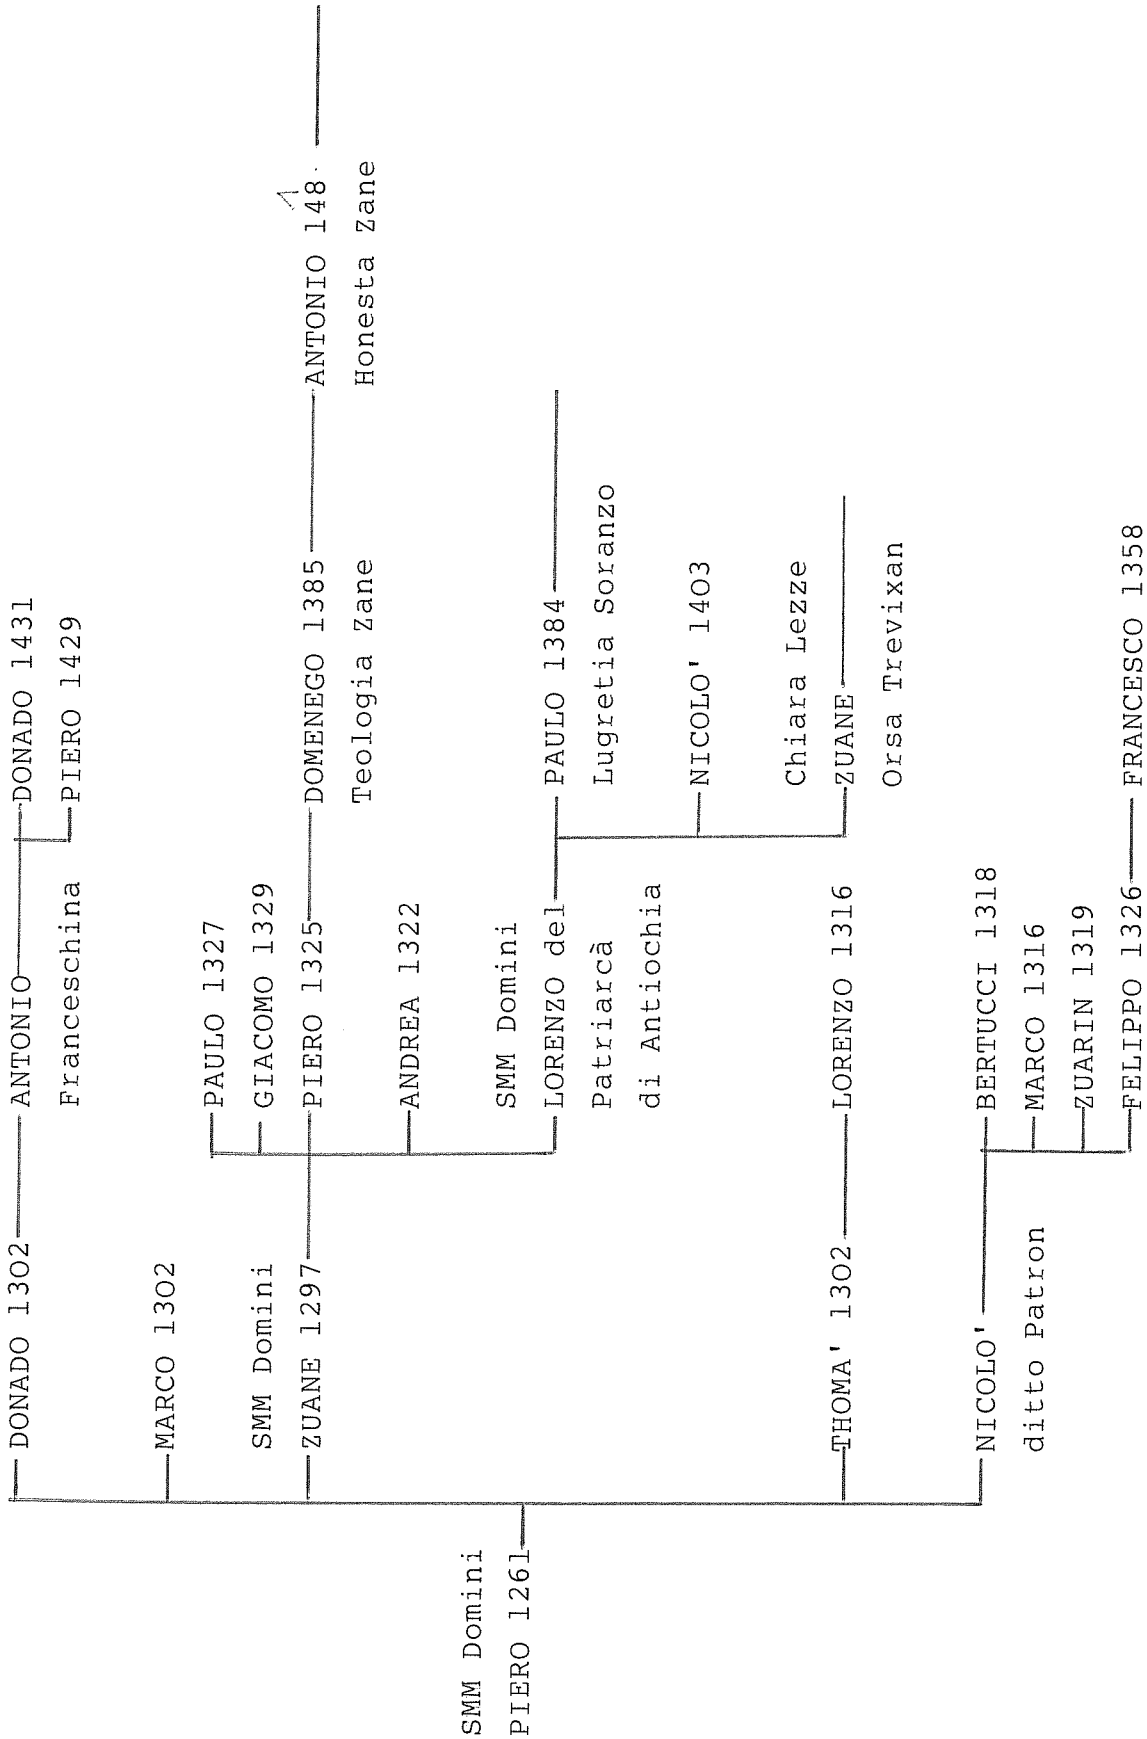 SMM Domini
PIERO 1261
DONADO 1302
MARCO 1302
SMM Domini
ZUANE 1297
THOMA' 1302
NICOLO'
ditto Patron
ANTONIO
Franceschina
PAULO 1327
GIACOMO 1329
PIERO 1325
ANDREA 1322
SMM Domini
LORENZO del
Patriarcà
di Antiochia
LORENZO 1316
BERTUCCI 1318
MARCO 1316
ZUARIN 1319
FELIPPO 1326
DONADO 1431
PIERO 1429
DOMENEGO 1385
Teologia Zane
PAULO 1384
Lugretia Soranzo
NICOLO' 1403
Chiara Lezze
ZUANE
Orsa Trevixan
FRANCESCO 1358
ANTONIO 148
Honesta Zane